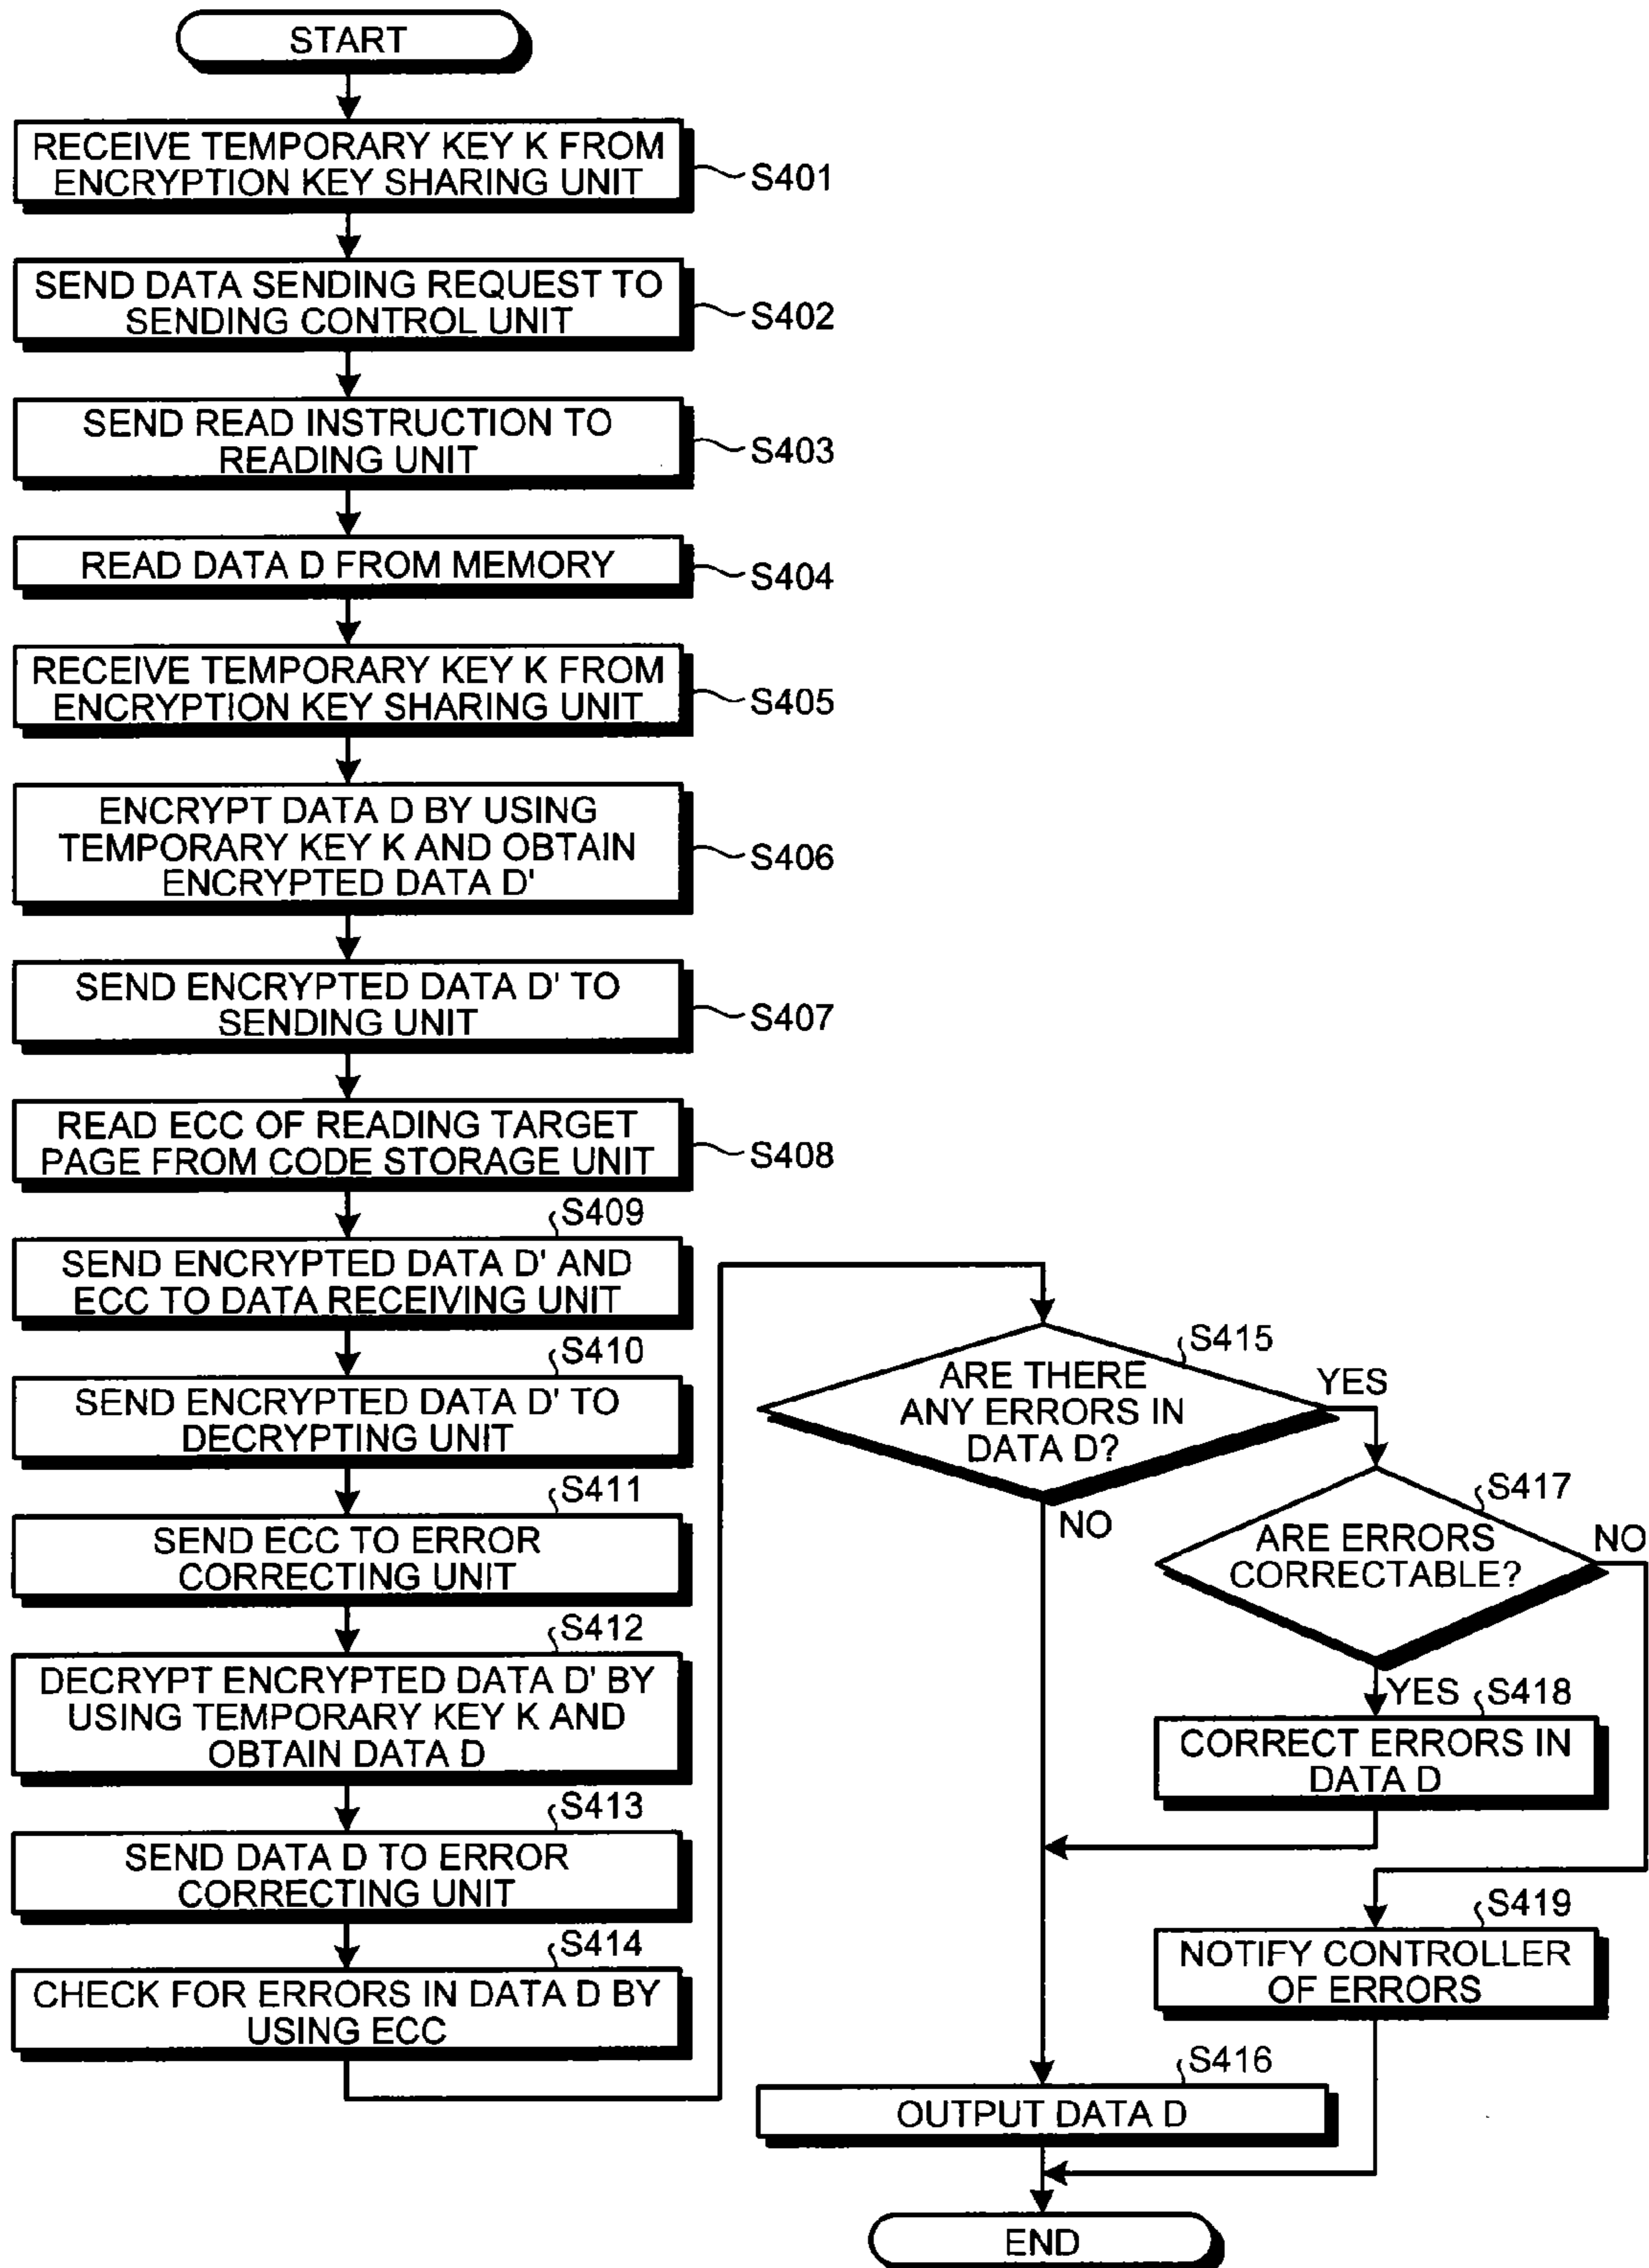 START
RECEIVE TEMPORARY KEY K FROM
ENCRYPTION KEY SHARING UNIT
S401
SEND DATA SENDING REQUEST TO
SENDING CONTROL UNIT
S402
SEND READ INSTRUCTION TO
READING UNIT
S403
READ DATA D FROM MEMORY
S404
RECEIVE TEMPORARY KEY K FROM
ENCRYPTION KEY SHARING UNIT
S405
ENCRYPT DATA D BY USING
TEMPORARY KEY K AND OBTAIN
ENCRYPTED DATA D'
S406
SEND ENCRYPTED DATA D' TO
SENDING UNIT
S407
READ ECC OF READING TARGET
PAGE FROM CODE STORAGE UNIT
S408
S409
SEND ENCRYPTED DATA D' AND
ECC TO DATA RECEIVING UNIT
S410
SEND ENCRYPTED DATA D' TO
DECRYPTING UNIT
S411
SEND ECC TO ERROR
CORRECTING UNIT
S412
DECRYPT ENCRYPTED DATA D' BY
USING TEMPORARY KEY K AND
OBTAIN DATA D
S413
SEND DATA D TO ERROR
CORRECTING UNIT
S414
CHECK FOR ERRORS IN DATA D BY
USING ECC
S415
ARE THERE
ANY ERRORS IN
DATA D?
YES
NO
S417
ARE ERRORS
CORRECTABLE?
NO
YES
S418
CORRECT ERRORS IN
DATA D
S419
NOTIFY CONTROLLER
OF ERRORS
S416
OUTPUT DATA D
END